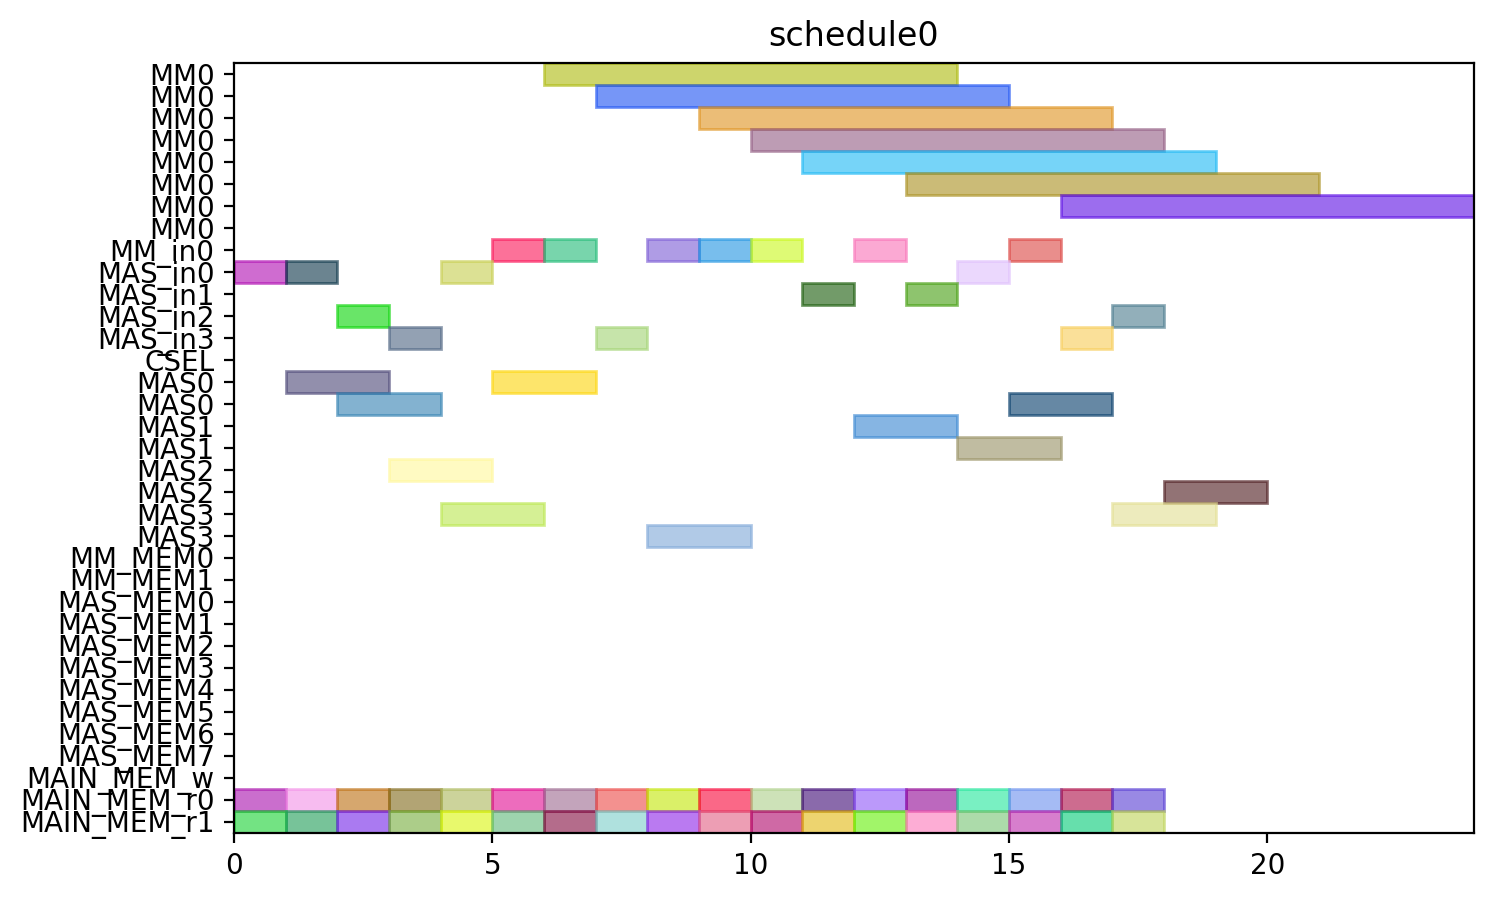 schedule0
MM0
MM0
MM0
MM0
MM0
MM0
MM0
MM0
MM_in0
MAS_in0
MAS_in1
MAS_in2
MAS_in3
CSEL
MAS0
MAS0
MAS1
MAS1
MAS2
MAS2
MAS3
MAS3
MM_MEM0
MM_MEM1
MAS_MEM0
MAS_MEM1
MAS_MEM2
MAS_MEM3
MAS_MEM4
MAS_MEM5
MAS_MEM6
MAS_MEM7
MAIN_MEM_w
MAIN_MEM_r0
MAIN_MEM_r1
0 5 10 15 20